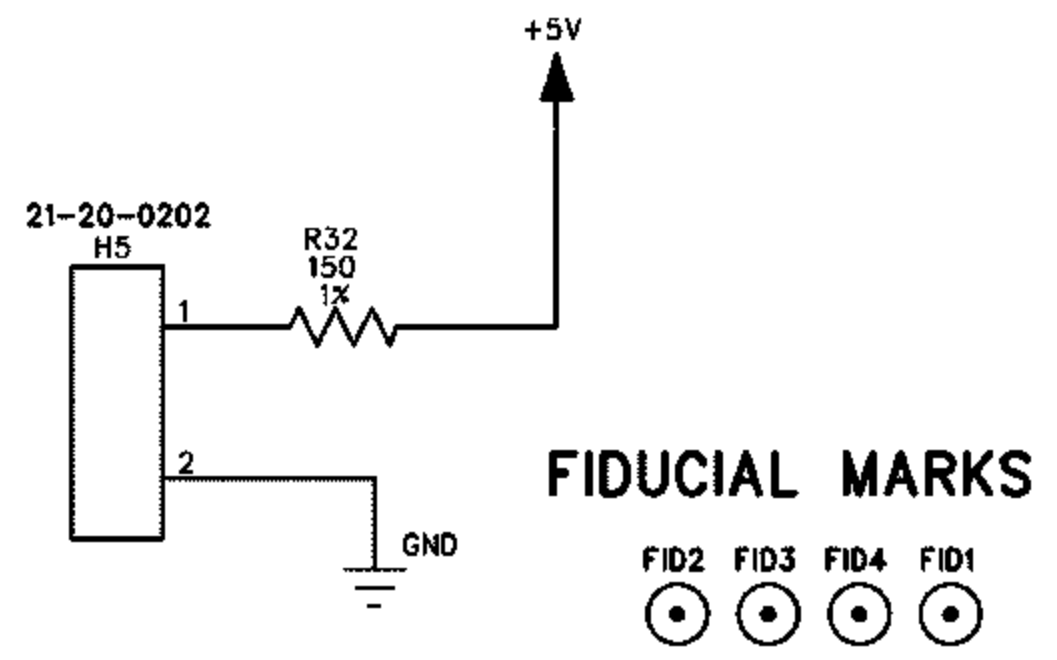 +5V
21-20-0202
H5
R32
150
1%
1
2
GND
FIDUCIAL MARKS
FID2 FID3 FID4 FID1